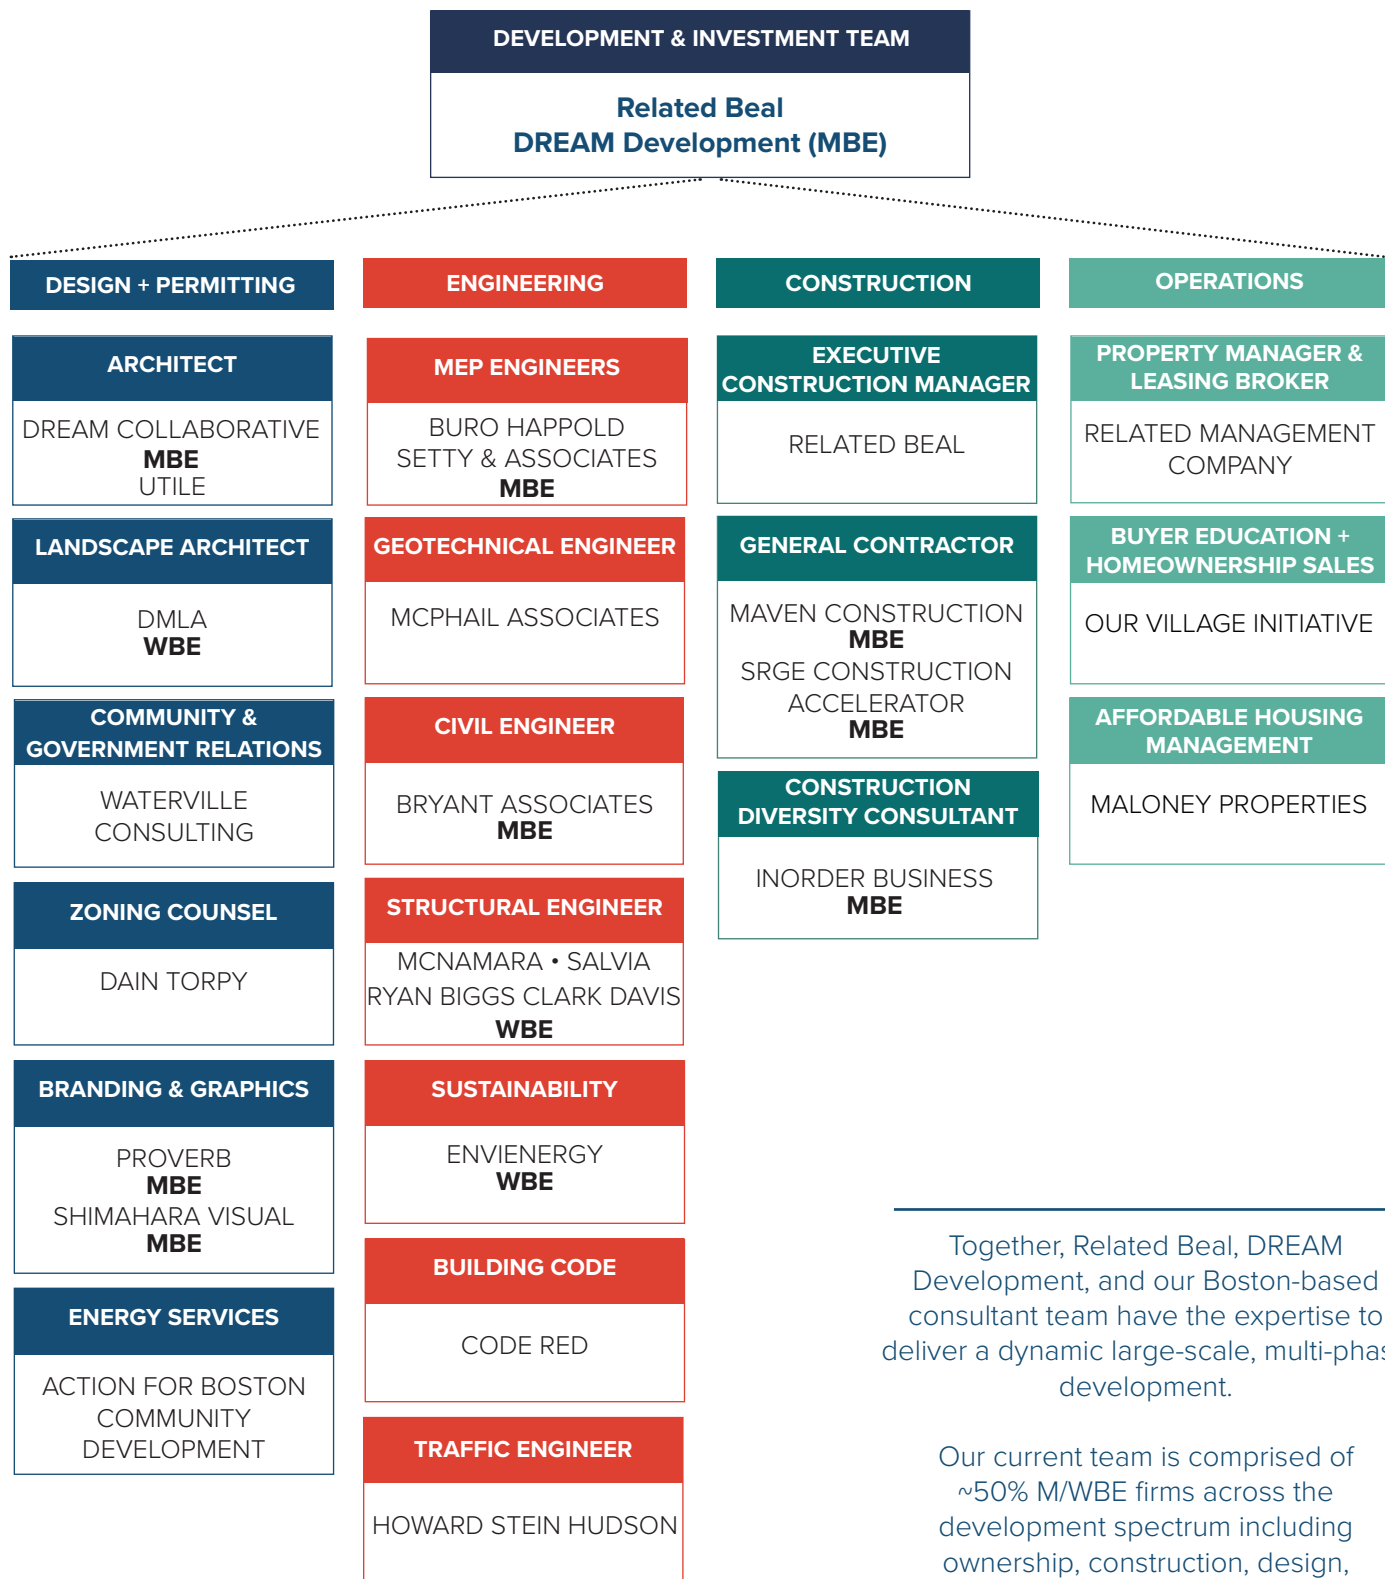 DEVELOPMENT & INVESTMENT TEAM
Related Beal
DREAM Development (MBE)
DESIGN + PERMITTING
ARCHITECT
DREAM COLLABORATIVE
MBE
UTILE
LANDSCAPE ARCHITECT
DMLA
WBE
COMMUNITY &
GOVERNMENT RELATIONS
WATERVILLE
CONSULTING
ZONING COUNSEL
DAIN TORPY
BRANDING & GRAPHICS
PROVERB
MBE
SHIMAHARA VISUAL
MBE
ENERGY SERVICES
ACTION FOR BOSTON
COMMUNITY
DEVELOPMENT
ENGINEERING
MEP ENGINEERS
BURO HAPPOLD
SETTY & ASSOCIATES
MBE
GEOTECHNICAL ENGINEER
MCPHAIL ASSOCIATES
CIVIL ENGINEER
BRYANT ASSOCIATES
MBE
STRUCTURAL ENGINEER
MCNAMARA • SALVIA
RYAN BIGGS CLARK DAVIS
WBE
SUSTAINABILITY
ENVIENERGY
WBE
BUILDING CODE
CODE RED
TRAFFIC ENGINEER
HOWARD STEIN HUDSON
CONSTRUCTION
EXECUTIVE
CONSTRUCTION MANAGER
RELATED BEAL
GENERAL CONTRACTOR
MAVEN CONSTRUCTION
MBE
SRGE CONSTRUCTION
ACCELERATOR
MBE
CONSTRUCTION
DIVERSITY CONSULTANT
INORDER BUSINESS
MBE
OPERATIONS
PROPERTY MANAGER &
LEASING BROKER
RELATED MANAGEMENT
COMPANY
BUYER EDUCATION +
HOMEOWNERSHIP SALES
OUR VILLAGE INITIATIVE
AFFORDABLE HOUSING
MANAGEMENT
MALONEY PROPERTIES
Together, Related Beal, DREAM
Development, and our Boston-based
consultant team have the expertise to
deliver a dynamic large-scale, multi-phas
development.
Our current team is comprised of
~50% M/WBE firms across the
development spectrum including
ownership, construction, design,